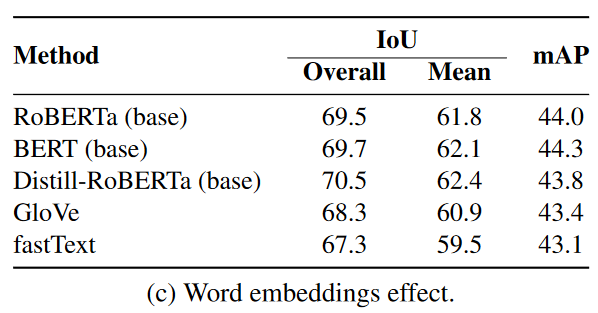 Method IoU mAP
Overall Mean
RoBERTa (base) 69.5 61.8 44.0
BERT (base) 69.7 62.1 44.3
Distill-RoBERTa (base) 70.5 62.4 43.8
GloVe 68.3 60.9 43.4
fastText 67.3 59.5 43.1
(c) Word embeddings effect.